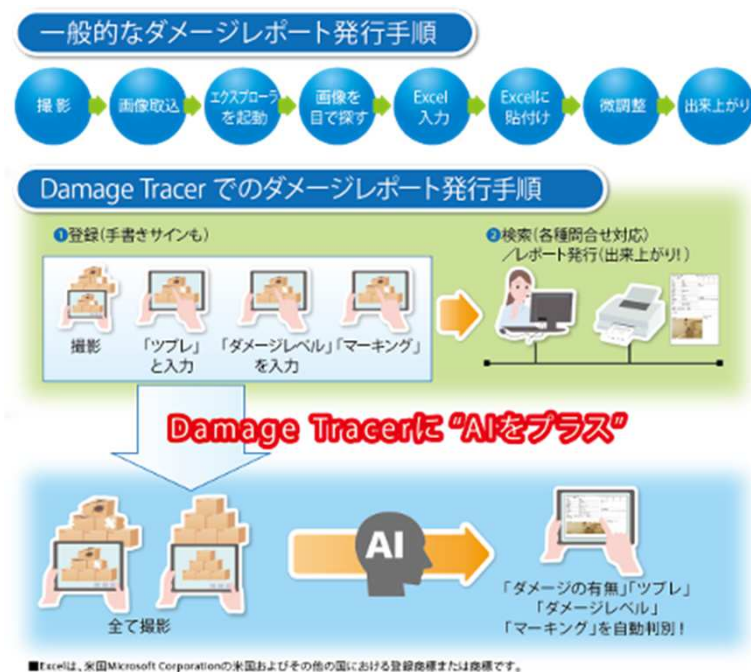 一般的なダメージレポート発行手順
撮影
画像取込
エクスプローラ
を起動
画像を
目で探す
Excel
入力
Excelに
貼付け
微調整
出来上がり
Damage Tracer でのダメージレポート発行手順
❶登録(手書きサインも)
撮影
「ツブレ」
と入力
「ダメージレベル」
を入力
「マーキング」
❷検索(各種問合せ対応)
／レポート発行(出来上がり!)
Damage Tracerに “AIをプラス”
全て撮影
AI
「ダメージの有無」「ツブレ」
「ダメージレベル」
「マーキング」を自動判別！
■Excelは、米国Microsoft Corporationの米国およびその他の国における登録商標または商標です。